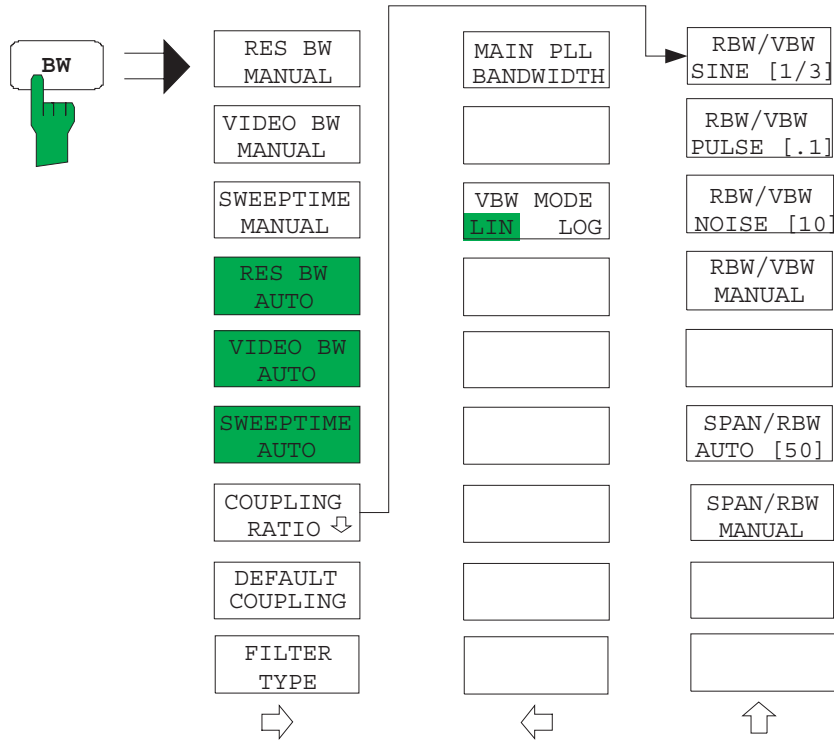 BW
RES BW
MANUAL
VIDEO BW
MANUAL
SWEEPTIME
MANUAL
RES BW
AUTO
VIDEO BW
AUTO
SWEEPTIME
AUTO
COUPLING
RATIO
DEFAULT
COUPLING
FILTER
TYPE
MAIN PLL
BANDWIDTH
VBW MODE
LIN LOG
RBW/VBW
SINE [1/3]
RBW/VBW
PULSE [.1]
RBW/VBW
NOISE [10]
RBW/VBW
MANUAL
SPAN/RBW
AUTO [50]
SPAN/RBW
MANUAL